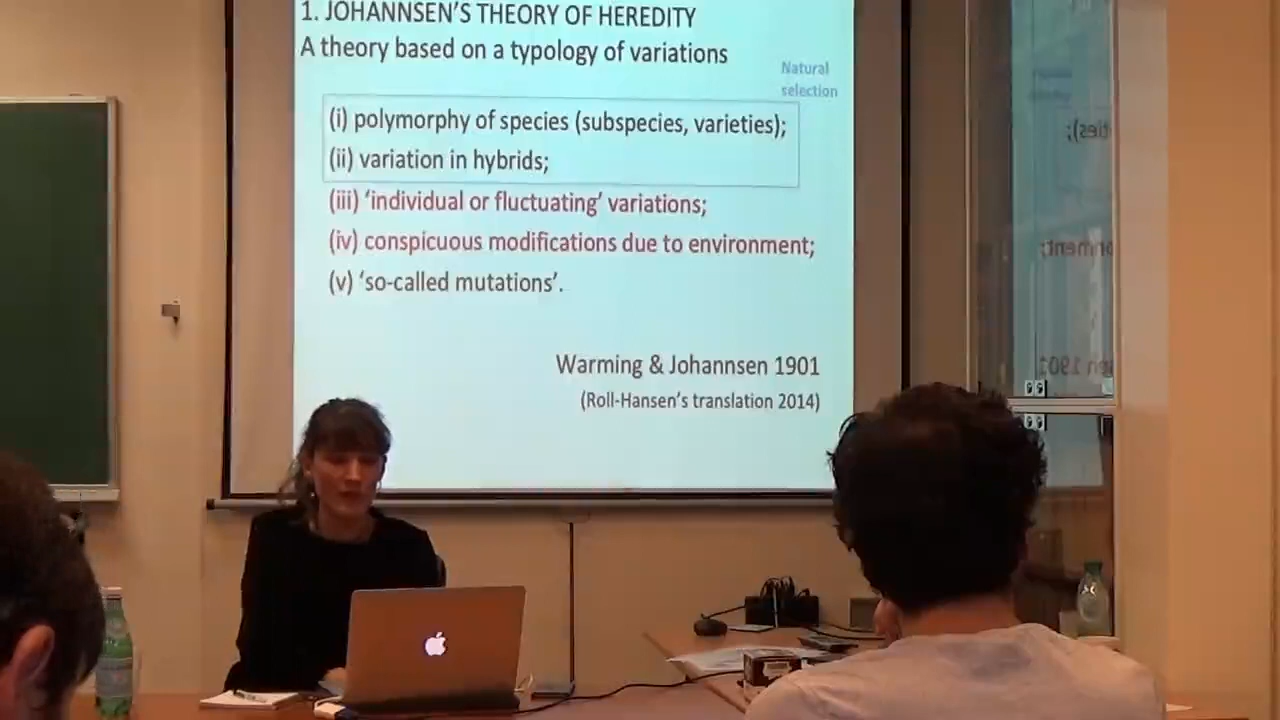 1. JOHANNSEN'S THEORY OF HEREDITY
A theory based on a typology of variations
Natural
selection
(i) polymorphy of species (subspecies, varieties);
(ii) variation in hybrids;
(iii) ‘individual or fluctuating’ variations;
(iv) conspicuous modifications due to environment;
(v) ‘so-called mutations’.
Warming & Johannsen 1901
(Roll-Hansen's translation 2014)